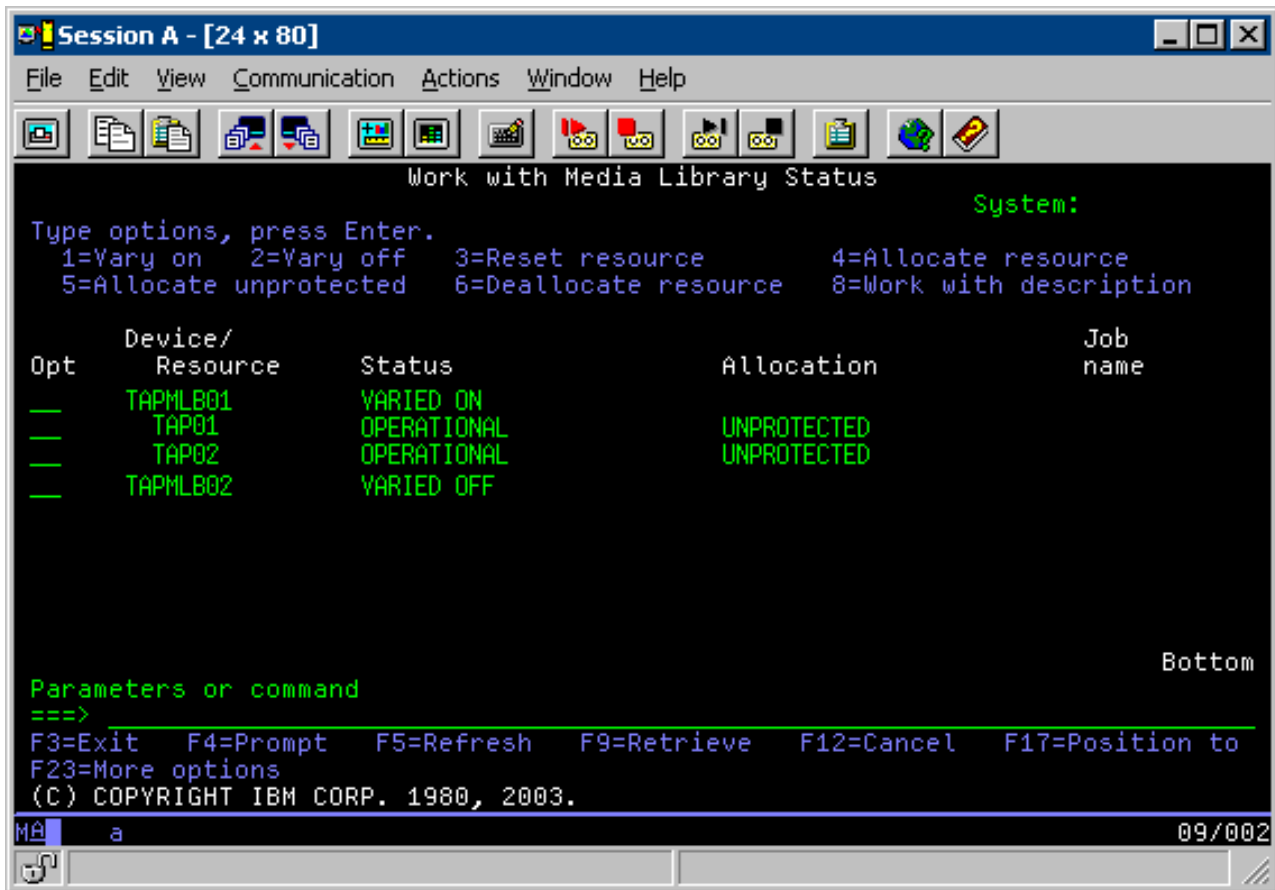 Session A - [24 x 80]
File Edit View Communication Actions Window Help
Work with Media Library Status
System:
Type options, press Enter.
1=Vary on 2=Vary off 3=Reset resource 4=Allocate resource
5=Allocate unprotected 6=Deallocate resource 8=Work with description
Device/ Job
Opt Resource Status Allocation name
TAPMLB01 VARIED ON
TAP01 OPERATIONAL UNPROTECTED
TAP02 OPERATIONAL UNPROTECTED
TAPMLB02 VARIED OFF
Bottom
Parameters or command
===>
F3=Exit F4=Prompt F5=Refresh F9=Retrieve F12=Cancel F17=Position to
F23=More options
(C) COPYRIGHT IBM CORP. 1980, 2003.
MA a 09/002